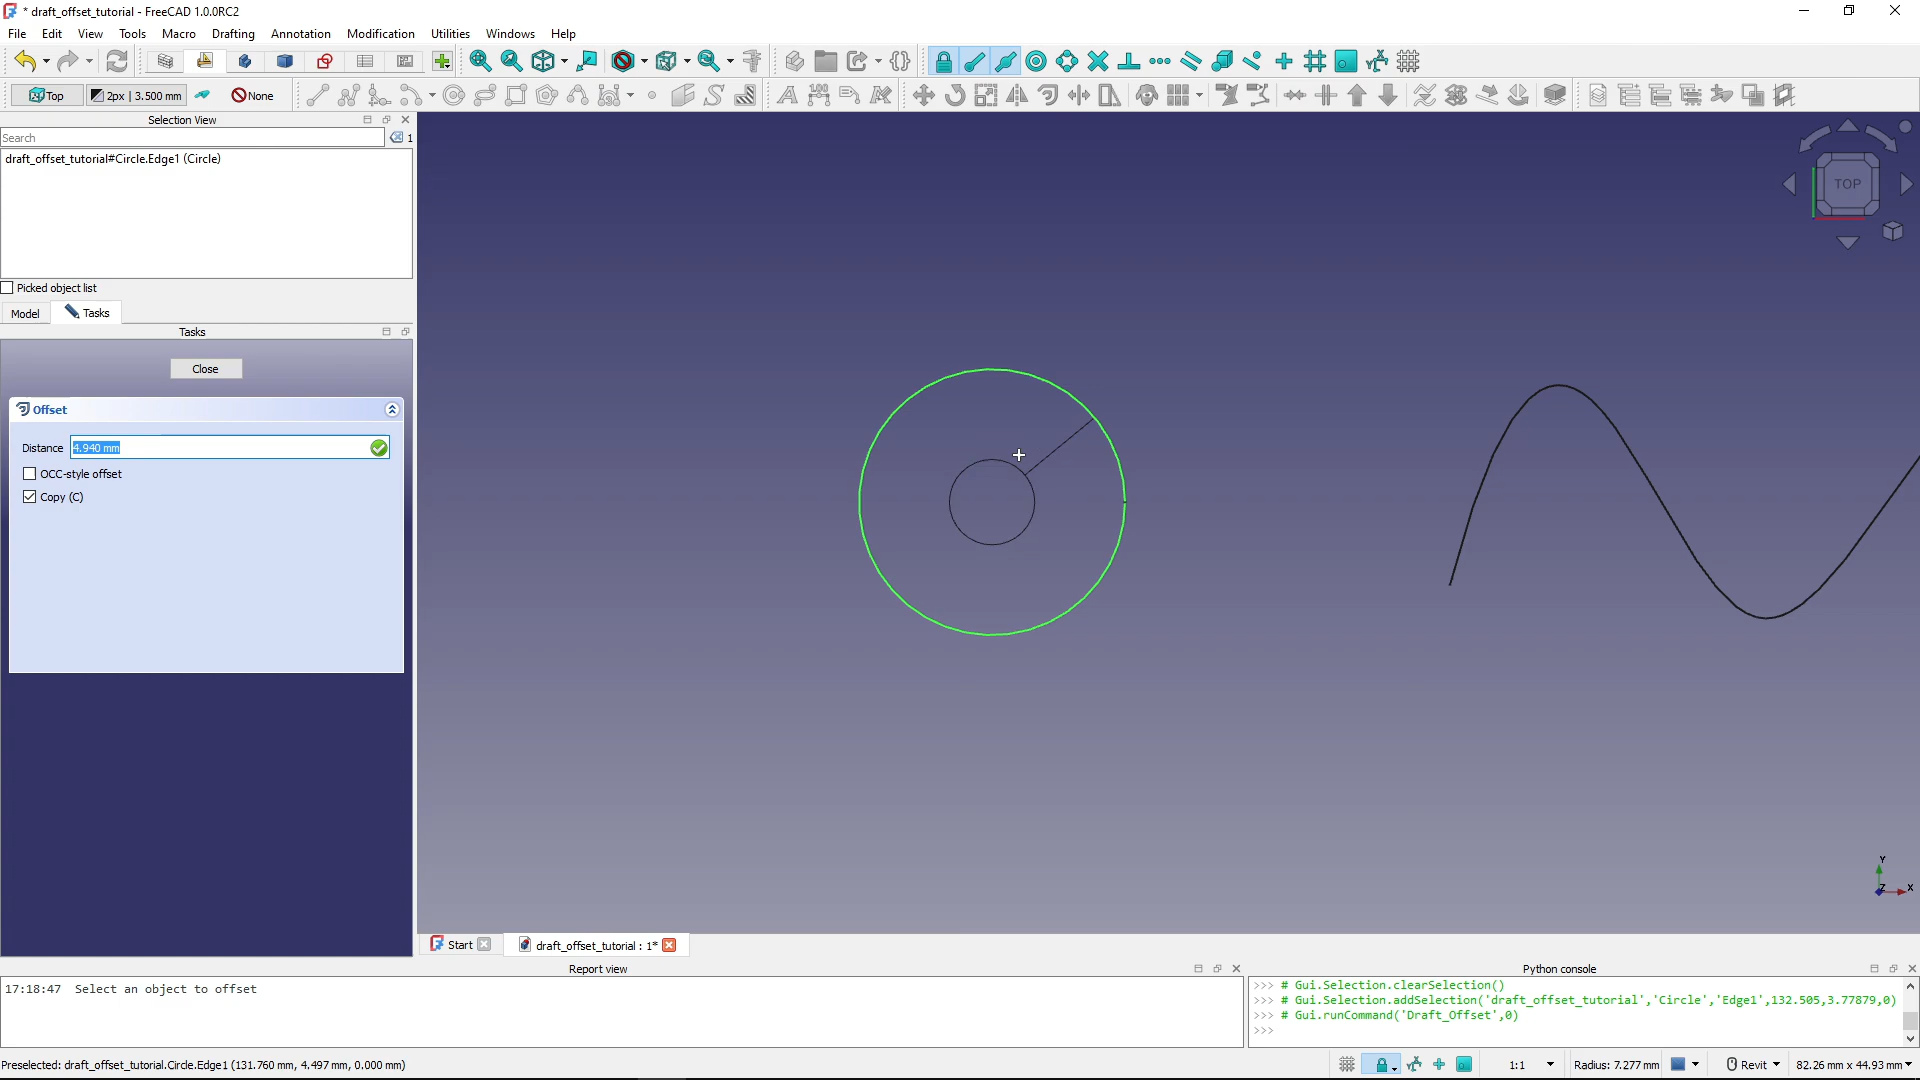 * draft_offset_tutorial - FreeCAD 1.0.0RC2
File Edit View Tools Macro Drafting Annotation Modification Utilities Windows Help
Top 2px | 3.500 mm None
Selection View
Search 1
draft_offset_tutorial#Circle.Edge1 (Circle)
Picked object list
Model Tasks
Tasks
Close
Offset
Distance 4.940 mm
OCC-style offset
Copy (C)
TOP
Y
Z X
Start draft_offset_tutorial : 1*
Report view
17:18:47 Select an object to offset
Python console
>>> # Gui.Selection.clearSelection()
>>> # Gui.Selection.addSelection('draft_offset_tutorial','Circle','Edge1',132.505,3.77879,0)
>>> # Gui.runCommand('Draft_Offset',0)
>>>
Preselected: draft_offset_tutorial.Circle.Edge1 (131.760 mm, 4.497 mm, 0.000 mm)
1:1 Radius: 7.277 mm Revit 82.26 mm x 44.93 mm